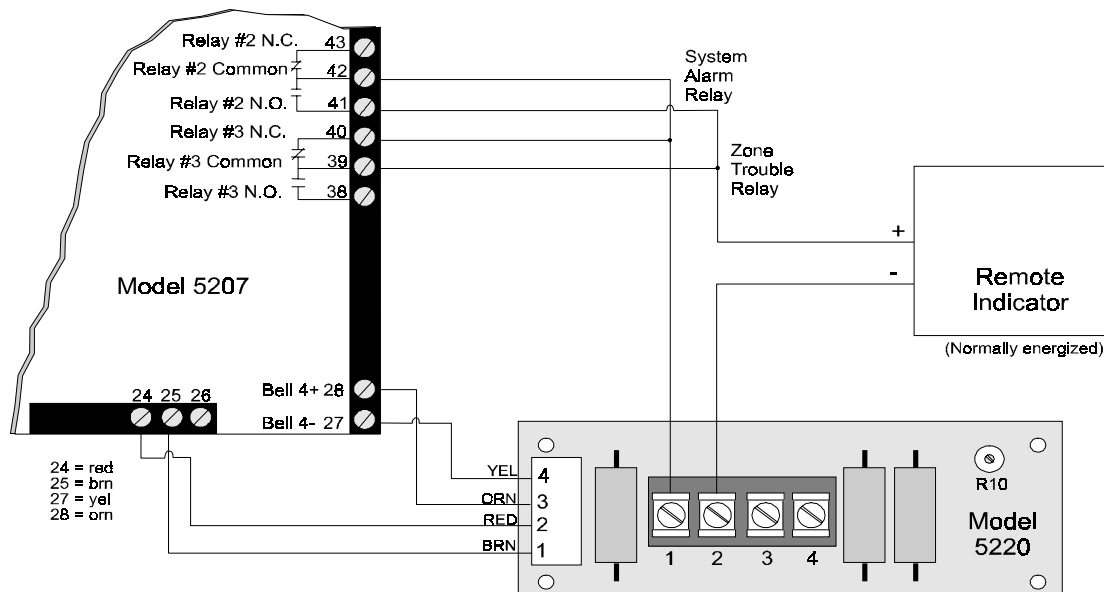 Relay #2 N.C. 43
Relay #2 Common 42
Relay #2 N.O. 41
Relay #3 N.C. 40
Relay #3 Common 39
Relay #3 N.O. 38
System
Alarm
Relay
Zone
Trouble
Relay
+
-
Remote
Indicator
(Normally energized)
Model 5207
24 25 26
Bell 4+ 28
Bell 4- 27
24 = red
25 = brn
27 = yel
28 = orn
YEL 4
ORN 3
RED 2
BRN 1
1 2 3 4
R10
Model
5220